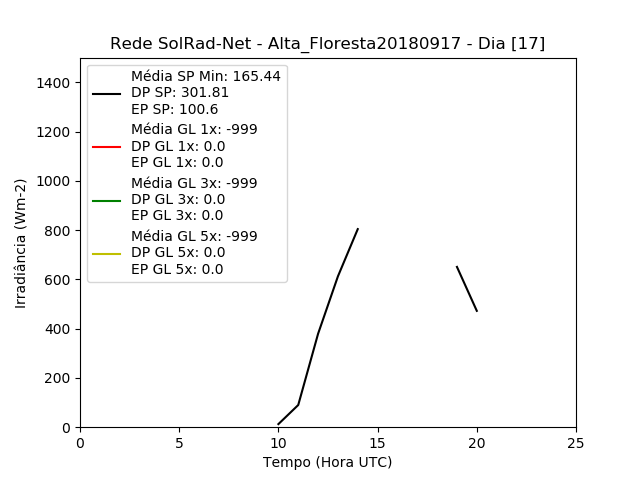 Rede SolRad-Net - Alta_Floresta20180917 - Dia [17]
Média SP Min: 165.44
DP SP: 301.81
EP SP: 100.6
Média GL 1x: -999
DP GL 1x: 0.0
EP GL 1x: 0.0
Média GL 3x: -999
DP GL 3x: 0.0
EP GL 3x: 0.0
Média GL 5x: -999
DP GL 5x: 0.0
EP GL 5x: 0.0
Irradiância (Wm-2)
1400
1200
1000
800
600
400
200
0
0 5 10 15 20 25
Tempo (Hora UTC)